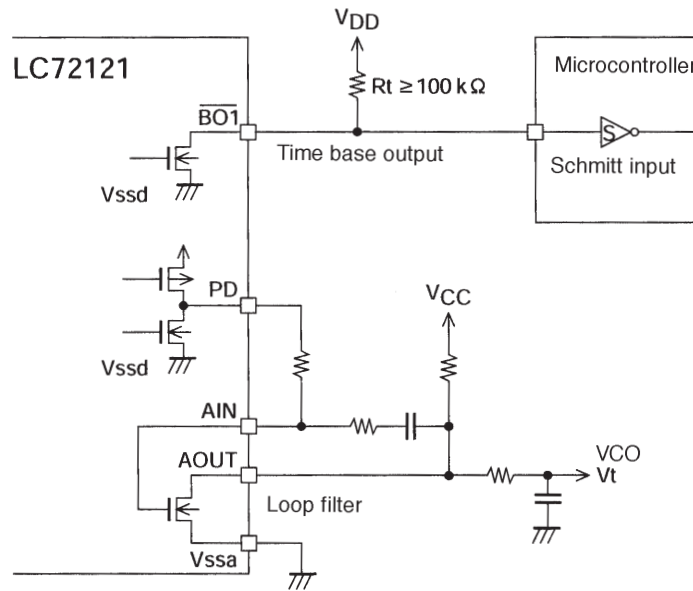 VDD
LC72121
Microcontroller
Rt ≥ 100 kΩ
BO1
S
Time base output
Schmitt input
Vssd
PD
VCC
Vssd
AIN
AOUT
VCO
Vt
Loop filter
Vssa